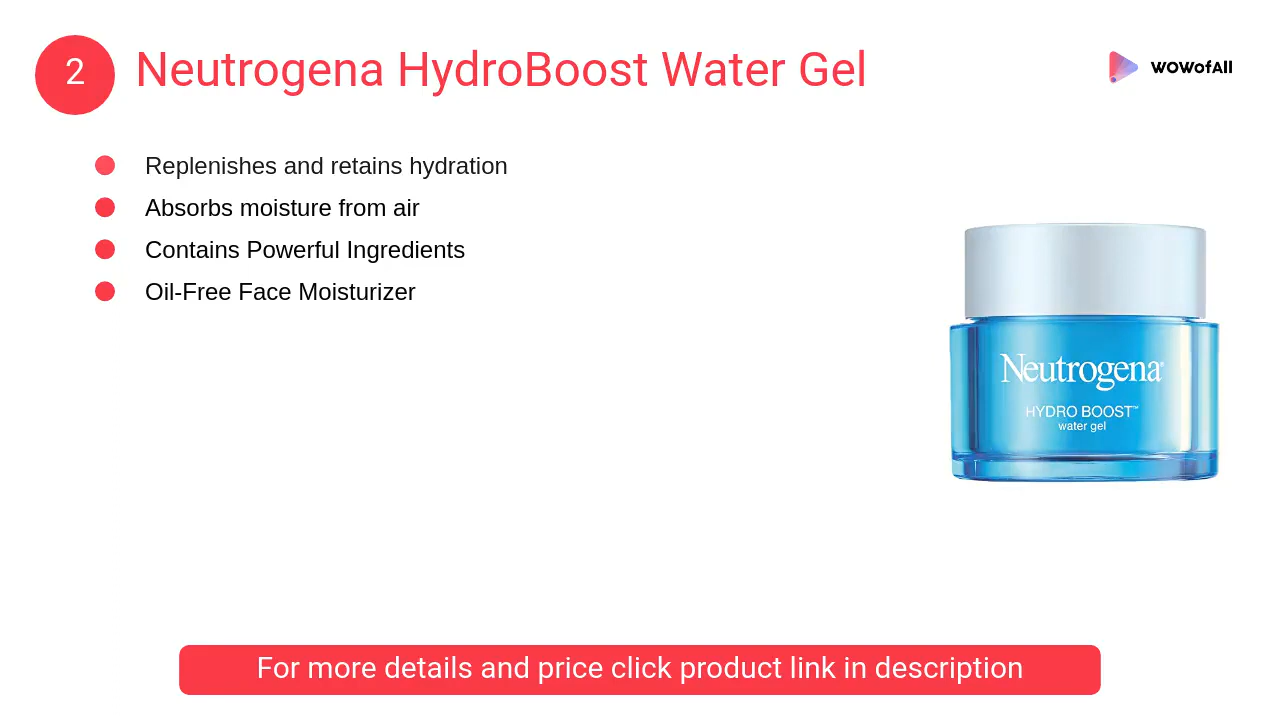 2
Neutrogena HydroBoost Water Gel
WOWofAll
Replenishes and retains hydration
Absorbs moisture from air
Contains Powerful Ingredients
Oil-Free Face Moisturizer
Neutrogena®
HYDRO BOOST™
water gel
For more details and price click product link in description